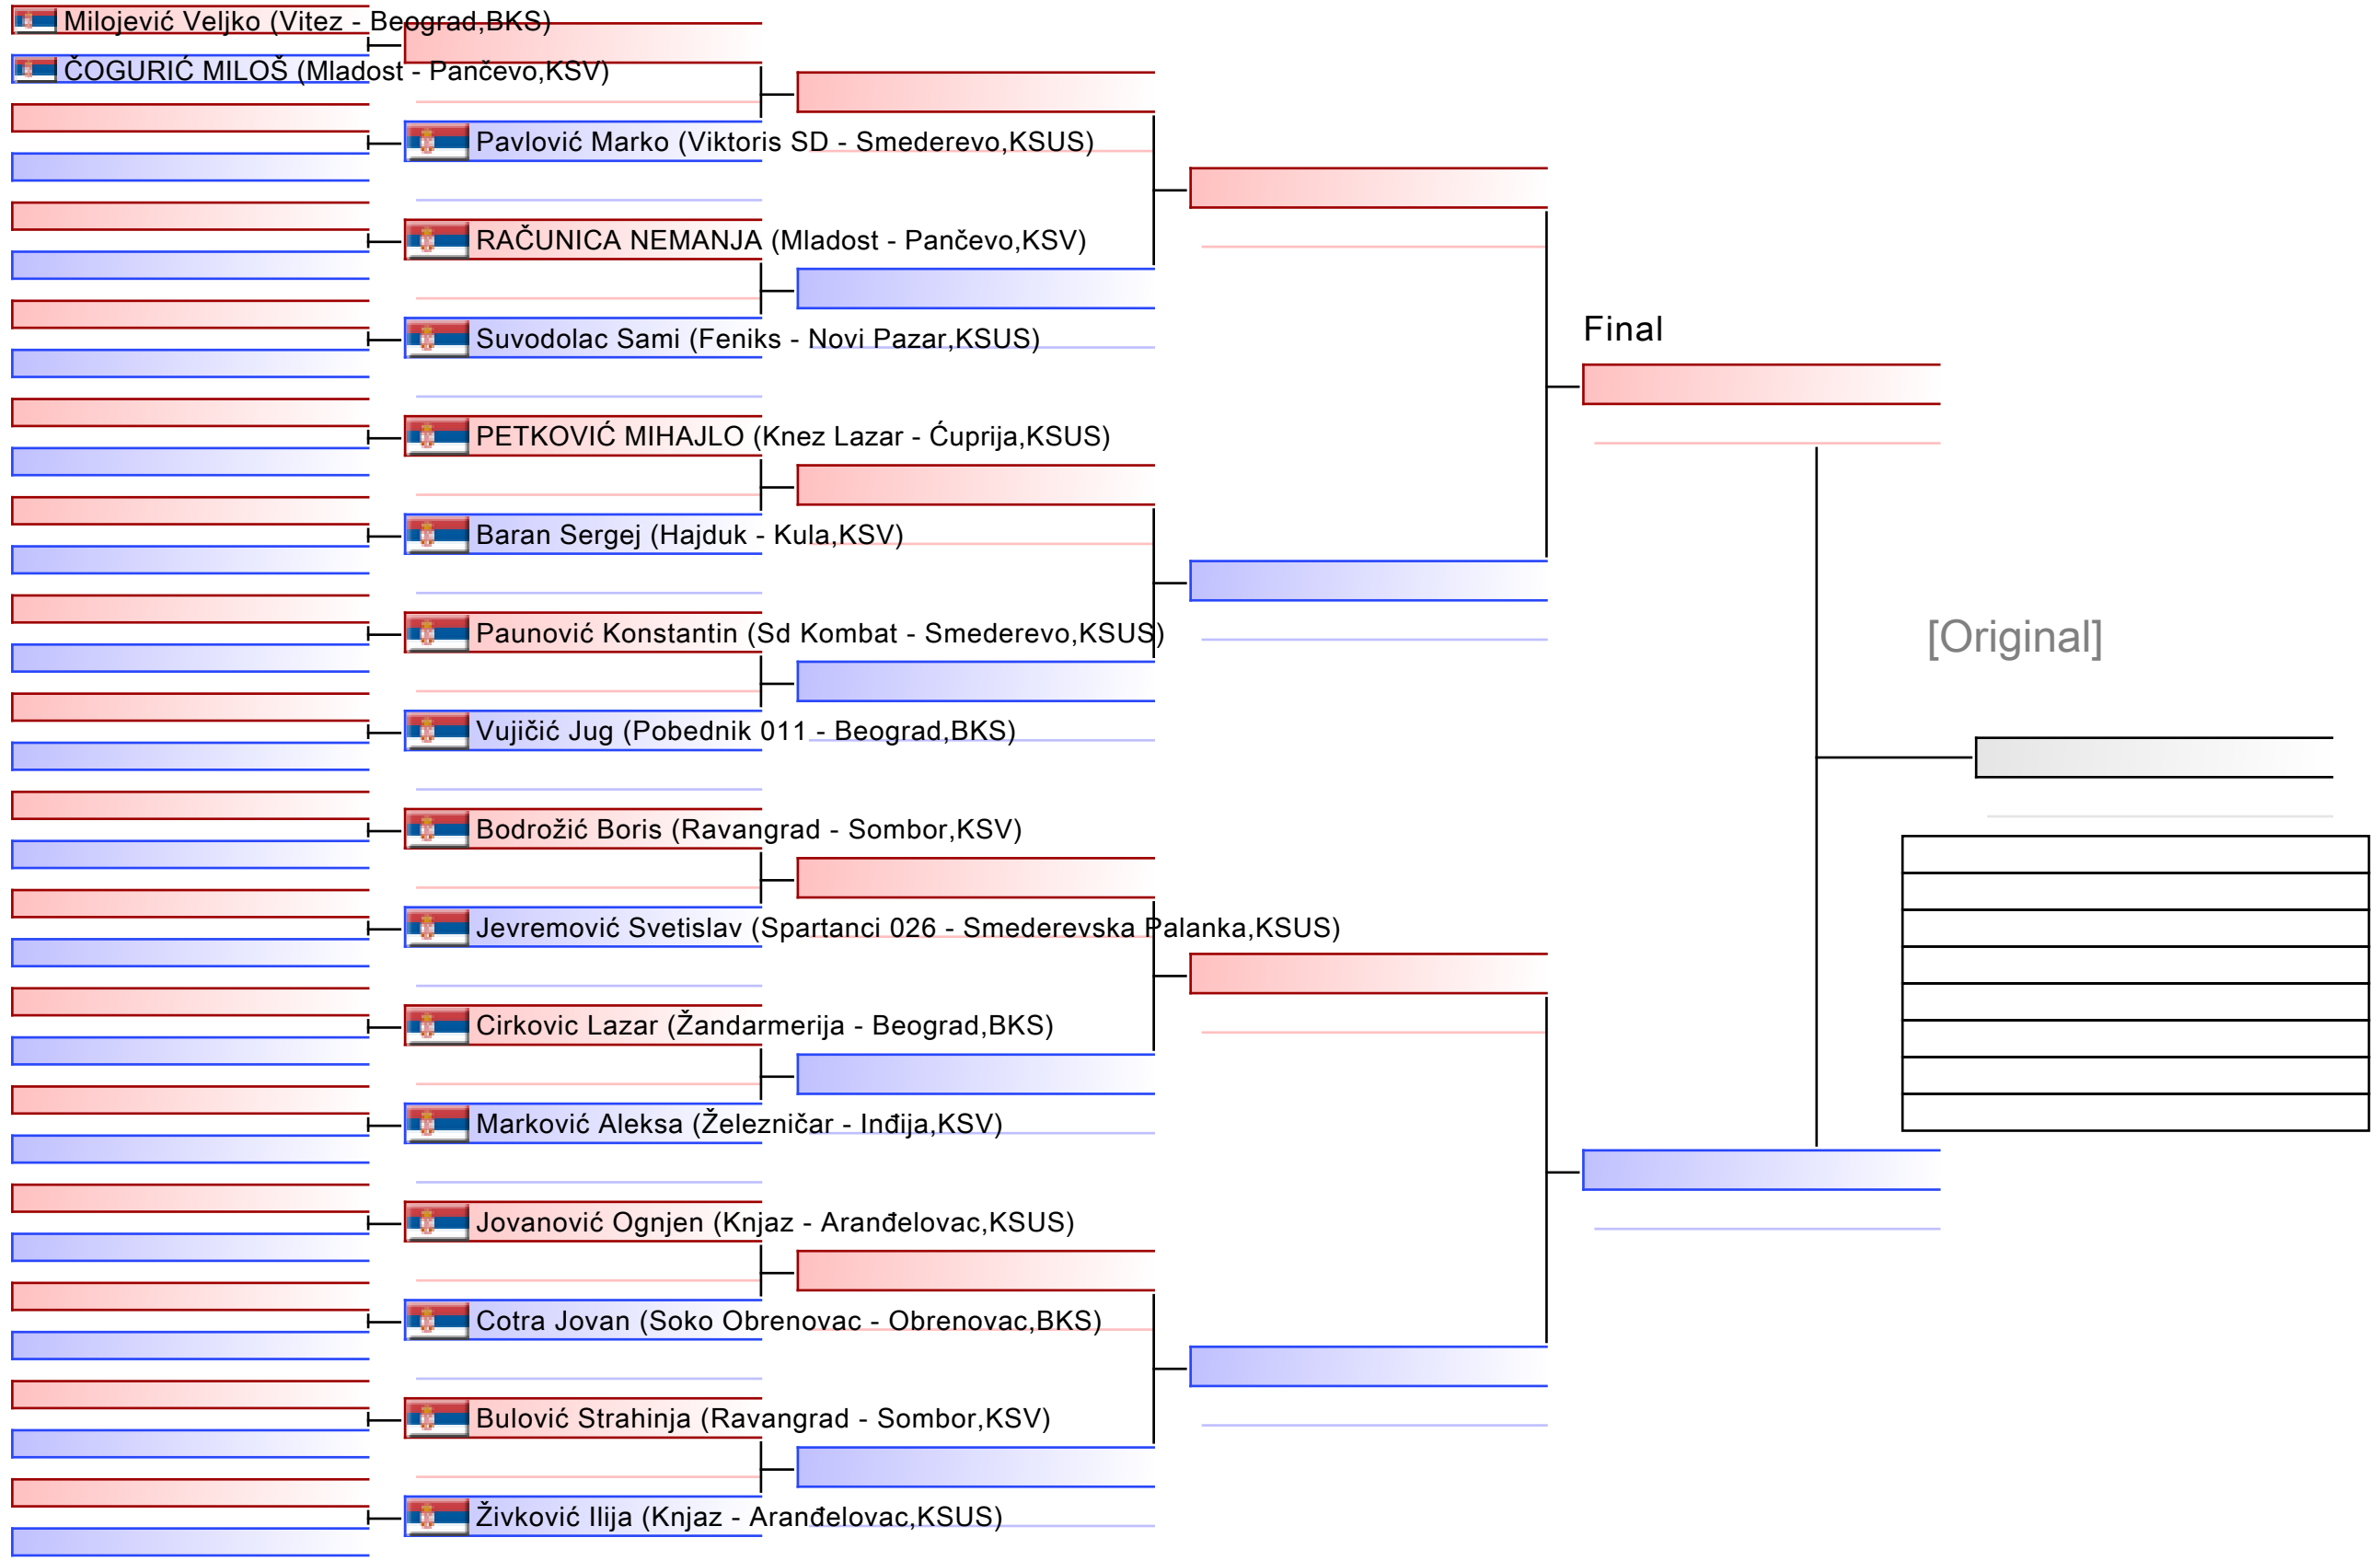 Milojević Veljko (Vitez - Beograd,BKS)
ČOGURIĆ MILOŠ (Mladost - Pančevo,KSV)
Pavlović Marko (Viktoris SD - Smederevo,KSUS)
RAČUNICA NEMANJA (Mladost - Pančevo,KSV)
Suvodolac Sami (Feniks - Novi Pazar,KSUS)
Final
PETKOVIĆ MIHAJLO (Knez Lazar - Ćuprija,KSUS)
Baran Sergej (Hajduk - Kula,KSV)
Paunović Konstantin (Sd Kombat - Smederevo,KSUS)
[Original]
Vujičić Jug (Pobednik 011 - Beograd,BKS)
Bodrožić Boris (Ravangrad - Sombor,KSV)
Jevremović Svetislav (Spartanci 026 - Smederevska Palanka,KSUS)
Cirkovic Lazar (Žandarmerija - Beograd,BKS)
Marković Aleksa (Železničar - Inđija,KSV)
Jovanović Ognjen (Knjaz - Aranđelovac,KSUS)
Cotra Jovan (Soko Obrenovac - Obrenovac,BKS)
Bulović Strahinja (Ravangrad - Sombor,KSV)
Živković Ilija (Knjaz - Aranđelovac,KSUS)